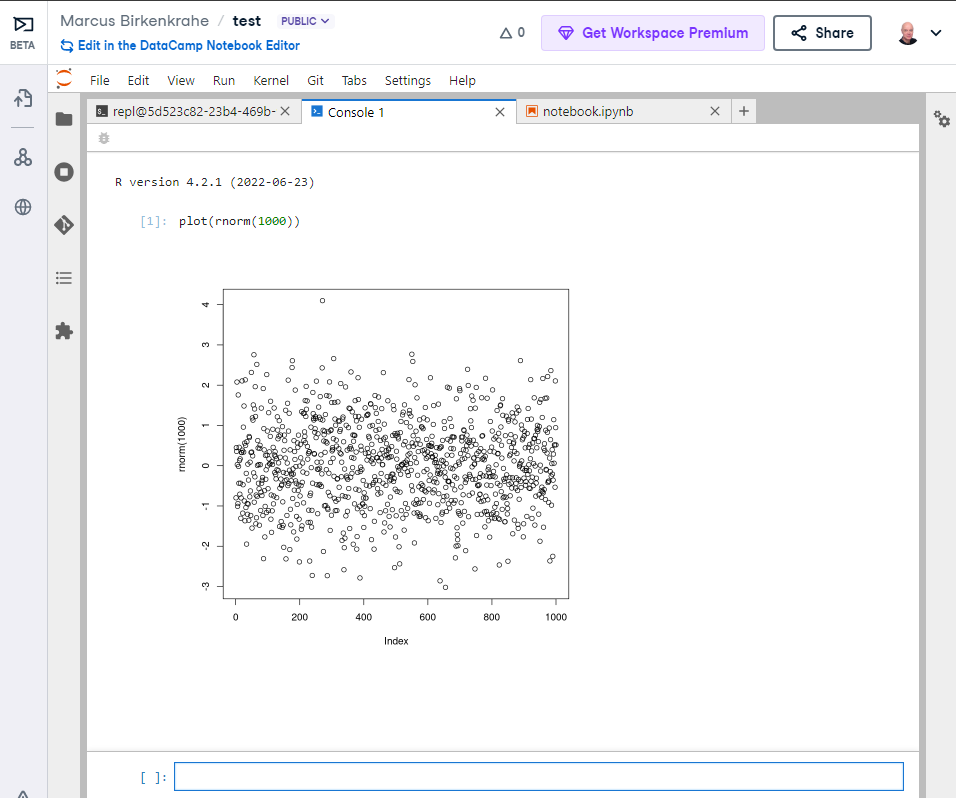 Marcus Birkenkrahe / test PUBLIC
BETA
Edit in the DataCamp Notebook Editor
0
Get Workspace Premium
Share
File Edit View Run Kernel Git Tabs Settings Help
repl@5d523c82-23b4-469b-
Console 1
notebook.ipynb
R version 4.2.1 (2022-06-23)
[1]: plot(rnorm(1000))
4
3
2
1
0
-1
-2
-3
rnorm(1000)
0 200 400 600 800 1000
Index
[ ]: